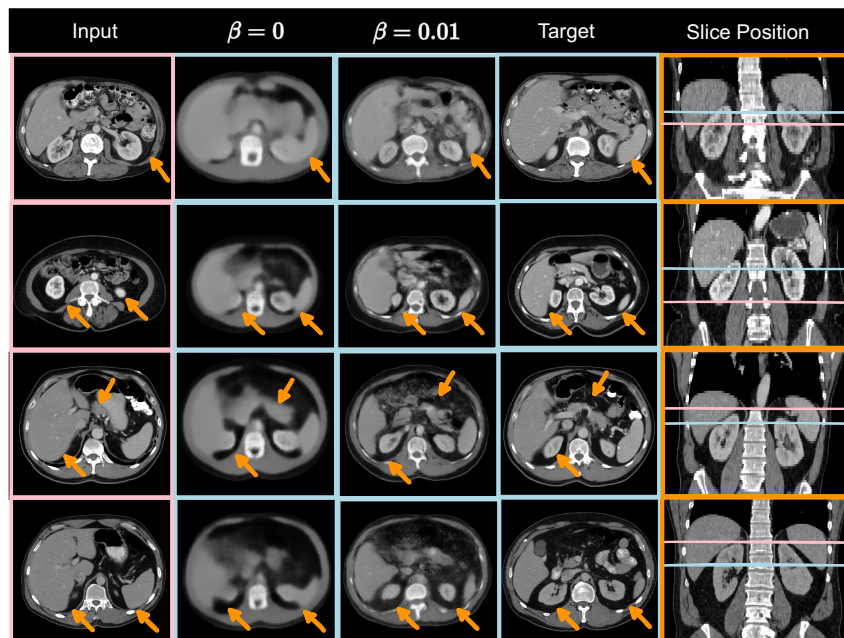 Input β = 0 β = 0.01 Target Slice Position